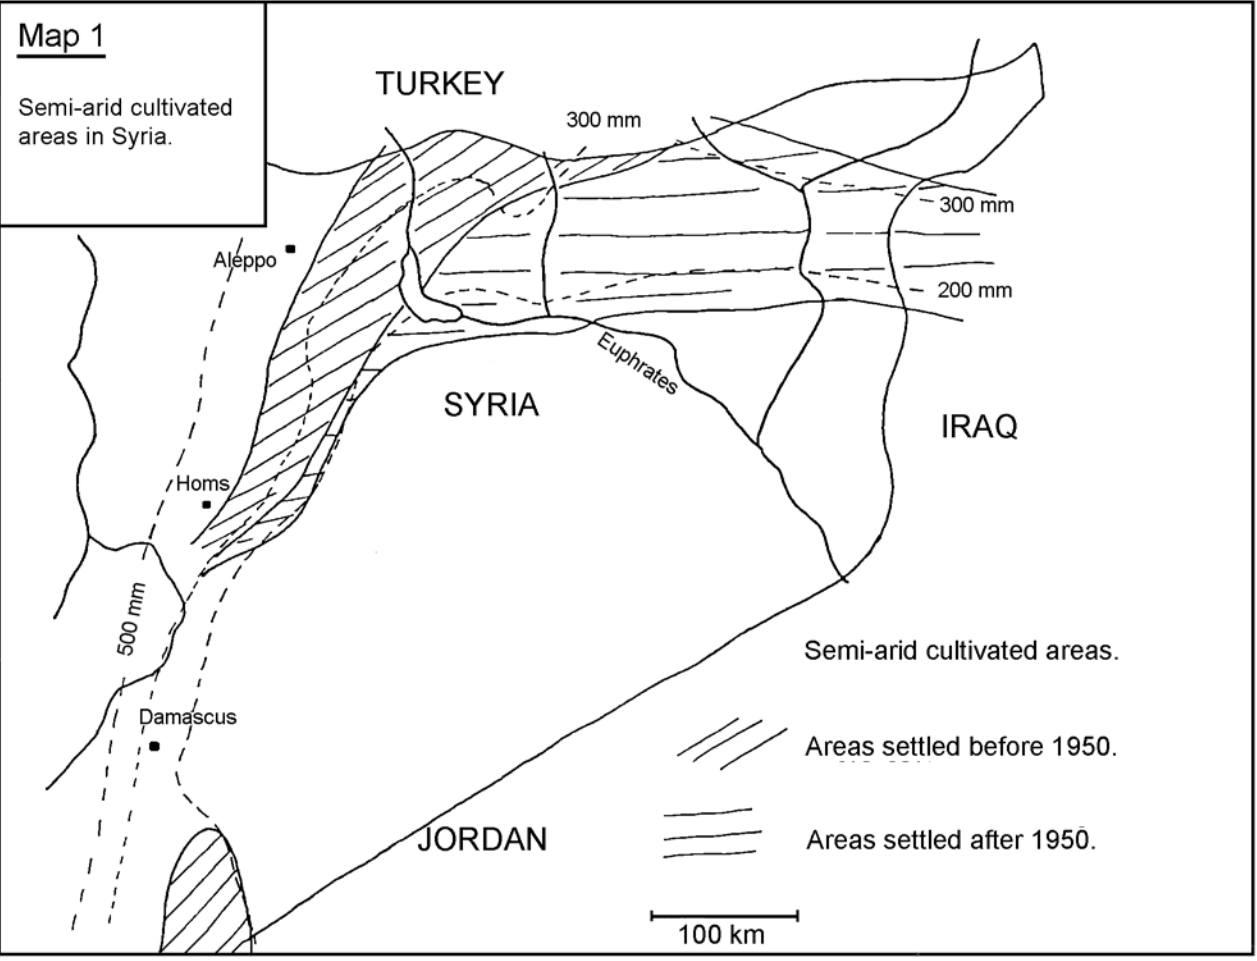 Map 1
Semi-arid cultivated
areas in Syria.
TURKEY
300 mm
300 mm
Aleppo
200 mm
Euphrates
SYRIA
IRAQ
Homs
500 mm
Semi-arid cultivated areas.
Damascus
Areas settled before 1950.
JORDAN
Areas settled after 1950.
100 km